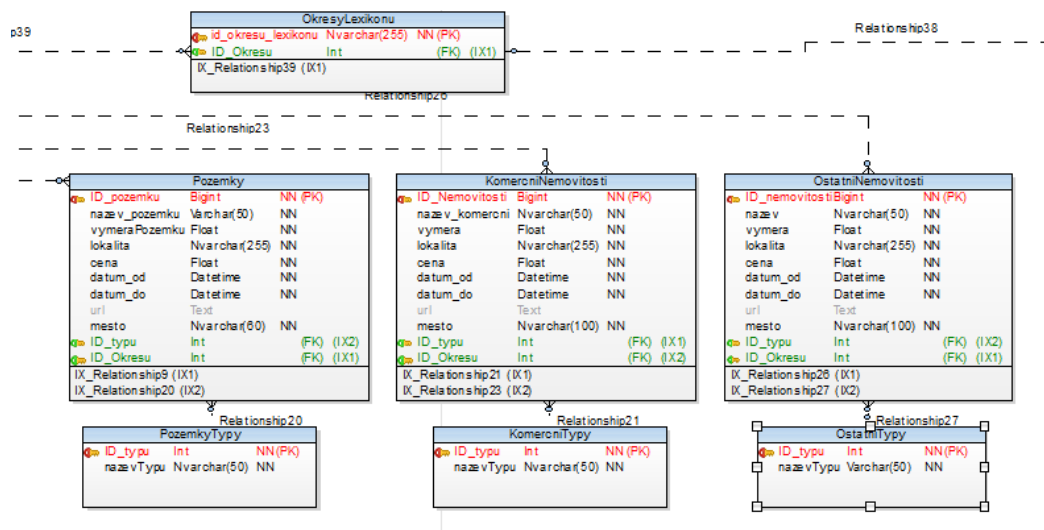 OkresyLexikonu
p39
id_okresu_lexikonu Nvarchar(255) NN (PK)
ID_Okresu Int (FK) (IX1)
IX_Relationship39 (IX1)
Relationship38
Relationship26
Relationship23
Pozemky
ID_pozemku Bigint NN (PK)
nazev_pozemku Varchar(50) NN
vymeraPozemku Float NN
lokalita Nvarchar(255) NN
cena Float NN
datum_od Datetime NN
datum_do Datetime NN
url Text
mesto Nvarchar(60) NN
ID_typu Int (FK) (IX2)
ID_Okresu Int (FK) (IX1)
IX_Relationship9 (IX1)
IX_Relationship20 (IX2)
KomercniNemovitosti
ID_Nemovitosti Bigint NN (PK)
nazev_komercni Nvarchar(50) NN
vymera Float NN
lokalita Nvarchar(255) NN
cena Float NN
datum_od Datetime NN
datum_do Datetime NN
url Text
mesto Nvarchar(100) NN
ID_typu Int (FK) (IX1)
ID_Okresu Int (FK) (IX2)
IX_Relationship21 (IX1)
IX_Relationship23 (IX2)
OstatniNemovitosti
ID_nemovitosti Bigint NN (PK)
nazev Nvarchar(50) NN
vymera Float NN
lokalita Nvarchar(255) NN
cena Float NN
datum_od Datetime NN
datum_do Datetime NN
url Text
mesto Nvarchar(100) NN
ID_typu Int (FK) (IX2)
ID_Okresu Int (FK) (IX1)
IX_Relationship26 (IX1)
IX_Relationship27 (IX2)
Relationship20
PozemkyTypy
ID_typu Int NN (PK)
nazevTypu Nvarchar(50) NN
Relationship21
KomercniTypy
ID_typu Int NN (PK)
nazevTypu Nvarchar(50) NN
Relationship27
OstatniTypy
ID_typu Int NN (PK)
nazevTypu Varchar(50) NN